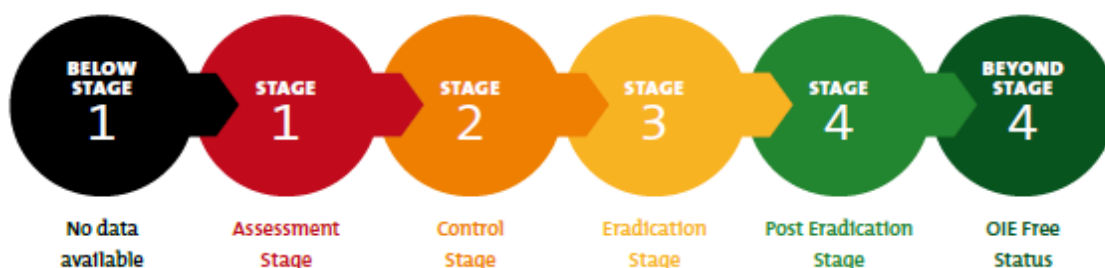 BELOW
STAGE
1
STAGE
1
STAGE
2
STAGE
3
STAGE
4
BEYOND
STAGE
4
No data
available
Assessment
Stage
Control
Stage
Eradication
Stage
Post Eradication
Stage
OIE Free
Status